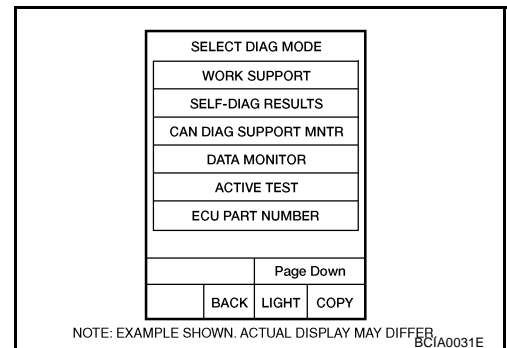 SELECT DIAG MODE
WORK SUPPORT
SELF-DIAG RESULTS
CAN DIAG SUPPORT MNTR
DATA MONITOR
ACTIVE TEST
ECU PART NUMBER
Page Down
BACK LIGHT COPY
NOTE: EXAMPLE SHOWN. ACTUAL DISPLAY MAY DIFFER.
BCIA0031E